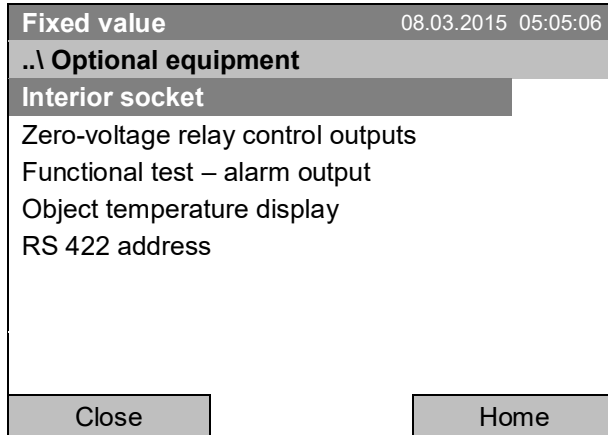 Fixed value 08.03.2015 05:05:06
..\ Optional equipment
Interior socket
Zero-voltage relay control outputs
Functional test – alarm output
Object temperature display
RS 422 address
Close Home